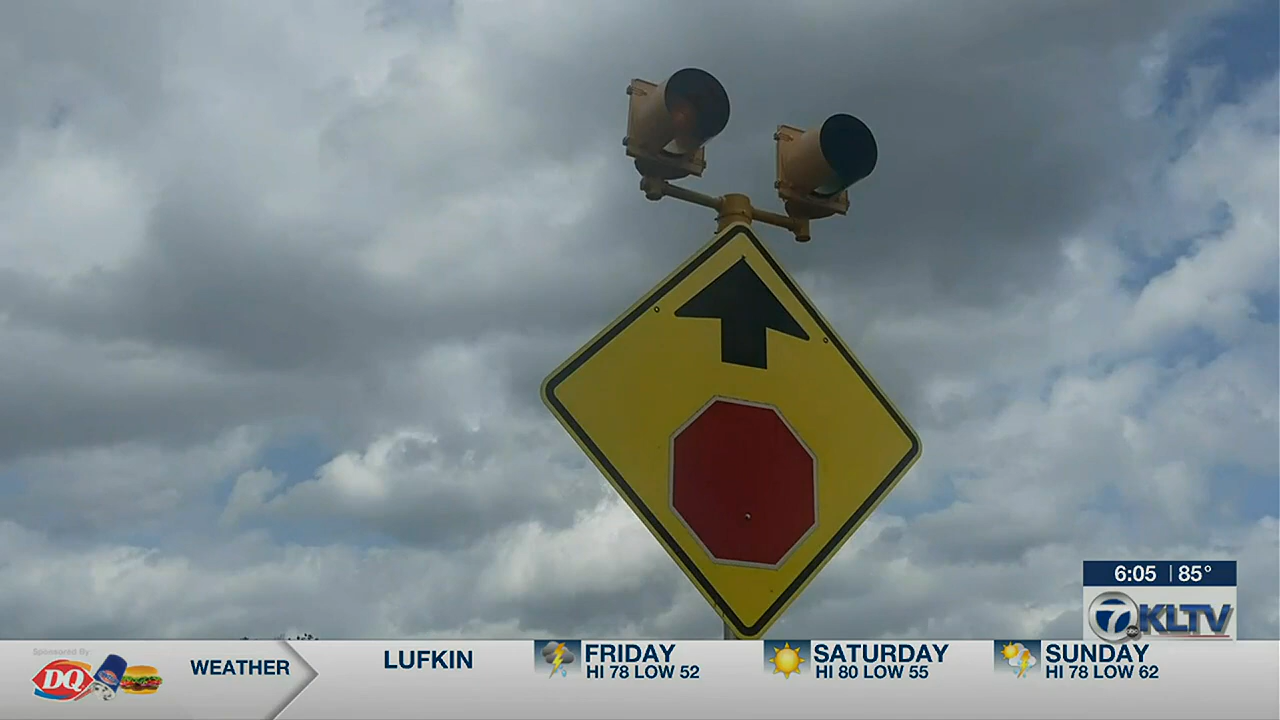 6:05 | 85°
7 KLTV
abc
Sponsored By:
DQ
WEATHER
LUFKIN
FRIDAY
HI 78 LOW 52
SATURDAY
HI 80 LOW 55
SUNDAY
HI 78 LOW 62